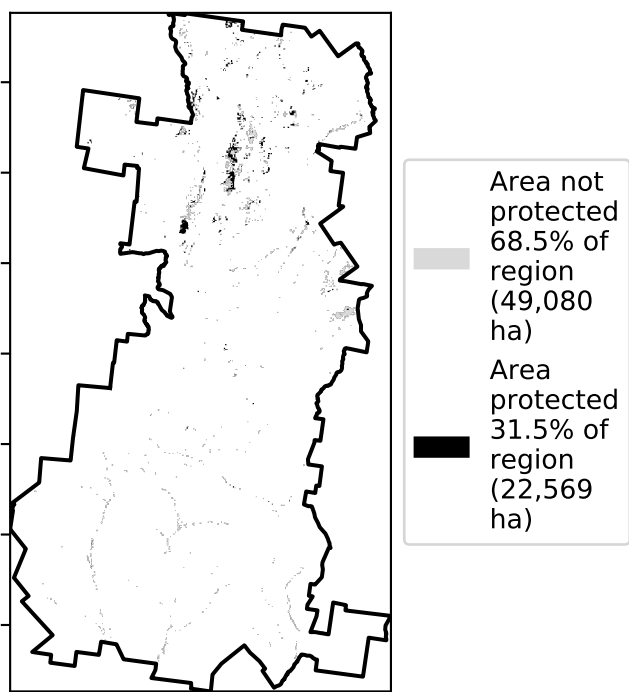 Area not
protected
68.5% of
region
(49,080
ha)
Area
protected
31.5% of
region
(22,569
ha)